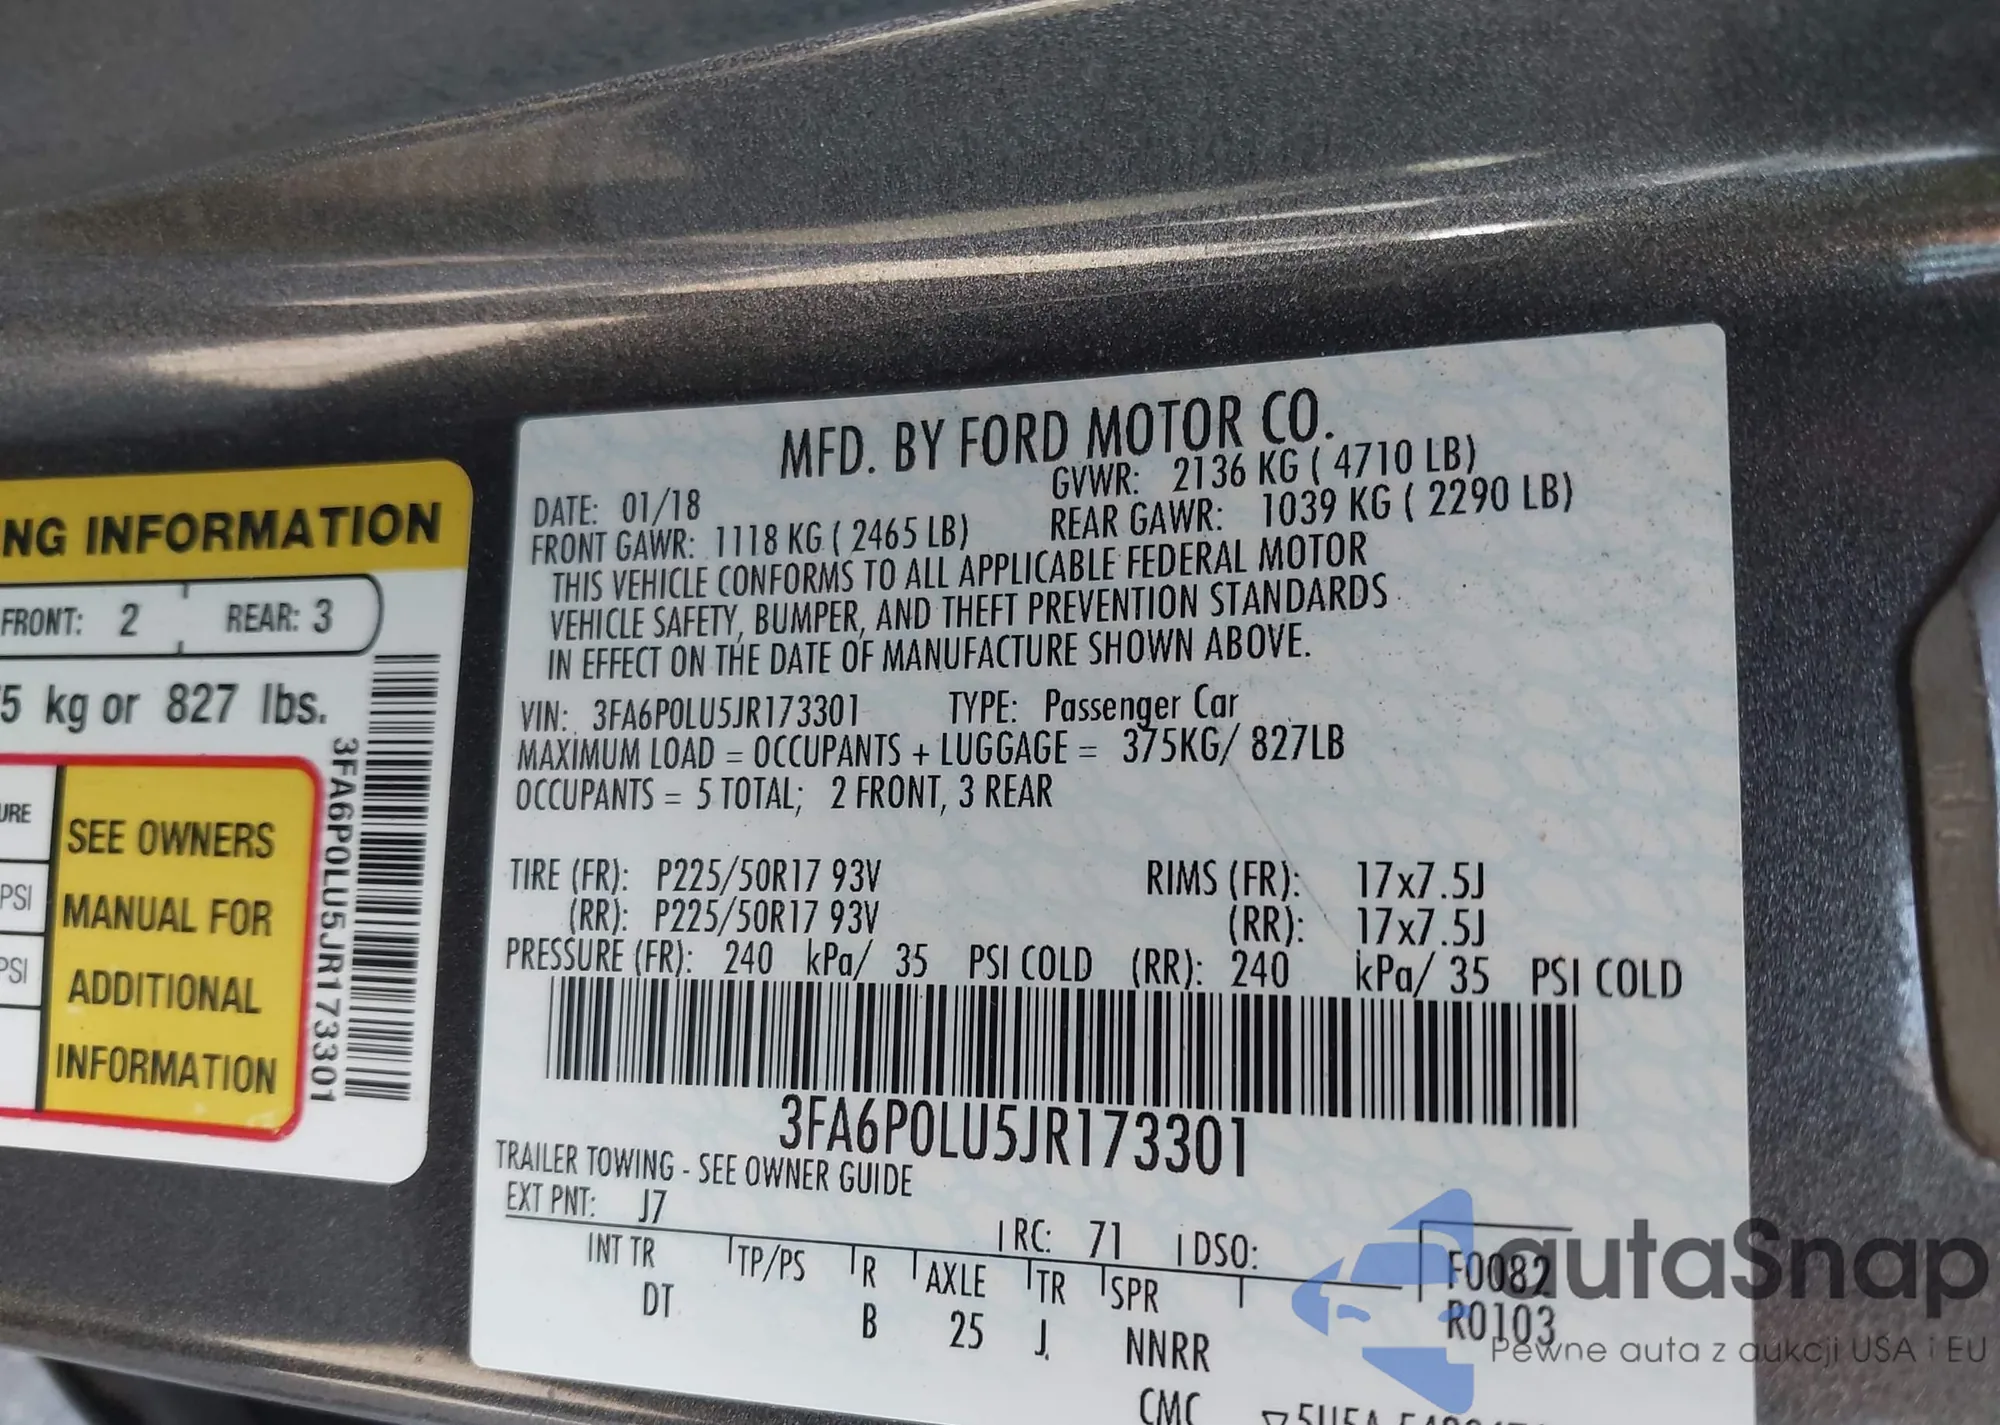 NG INFORMATION
FRONT: 2 REAR: 3
5 kg or 827 lbs.
URE
PSI
PSI
SEE OWNERS
MANUAL FOR
ADDITIONAL
INFORMATION
3FA6P0LU5JR173301
MFD. BY FORD MOTOR CO.
DATE: 01/18 GVWR: 2136 KG ( 4710 LB)
FRONT GAWR: 1118 KG ( 2465 LB) REAR GAWR: 1039 KG ( 2290 LB)
THIS VEHICLE CONFORMS TO ALL APPLICABLE FEDERAL MOTOR
VEHICLE SAFETY, BUMPER, AND THEFT PREVENTION STANDARDS
IN EFFECT ON THE DATE OF MANUFACTURE SHOWN ABOVE.
VIN: 3FA6P0LU5JR173301 TYPE: Passenger Car
MAXIMUM LOAD = OCCUPANTS + LUGGAGE = 375KG/ 827LB
OCCUPANTS = 5 TOTAL; 2 FRONT, 3 REAR
TIRE (FR): P225/50R17 93V RIMS (FR): 17x7.5J
(RR): P225/50R17 93V (RR): 17x7.5J
PRESSURE (FR): 240 kPa/ 35 PSI COLD (RR): 240 kPa/ 35 PSI COLD
3FA6P0LU5JR173301
TRAILER TOWING - SEE OWNER GUIDE
EXT PNT: J7 RC: 71 DSO:
INT TR TP/PS R AXLE TR SPR F0082
DT B 25 J NNRR R0103
CMC
autaSnap
Pewne auta z aukcji USA i EU